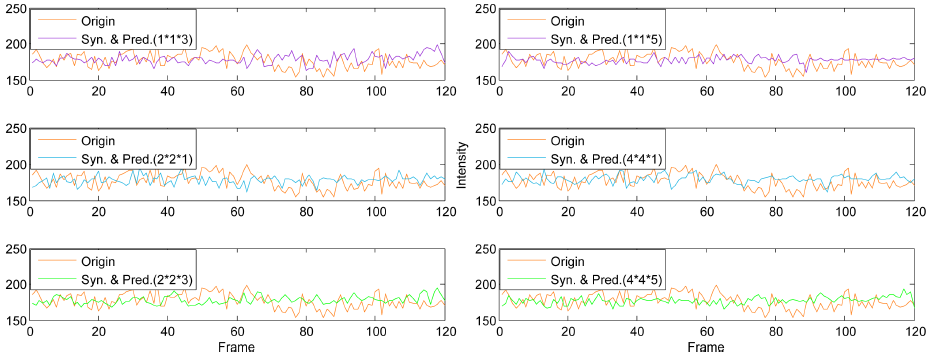 250
200
150
Origin
Syn. & Pred.(1*1*3)
0 20 40 60 80 100 120
250
200
150
Origin
Syn. & Pred.(1*1*5)
0 20 40 60 80 100 120
250
200
150
Origin
Syn. & Pred.(2*2*1)
0 20 40 60 80 100 120
Intensity
250
200
150
Origin
Syn. & Pred.(4*4*1)
0 20 40 60 80 100 120
250
200
150
Origin
Syn. & Pred.(2*2*3)
0 20 40 60 80 100 120
Frame
250
200
150
Origin
Syn. & Pred.(4*4*5)
0 20 40 60 80 100 120
Frame